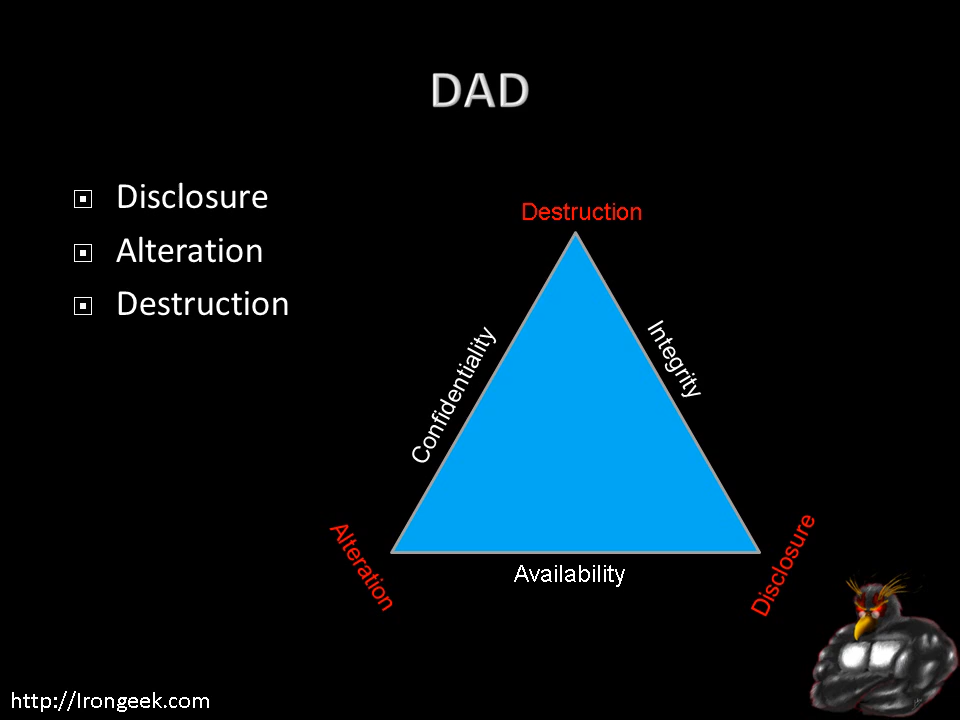 DAD
Disclosure
Alteration
Destruction
Destruction
Confidentiality
Integrity
Alteration
Availability
Disclosure
http://Irongeek.com